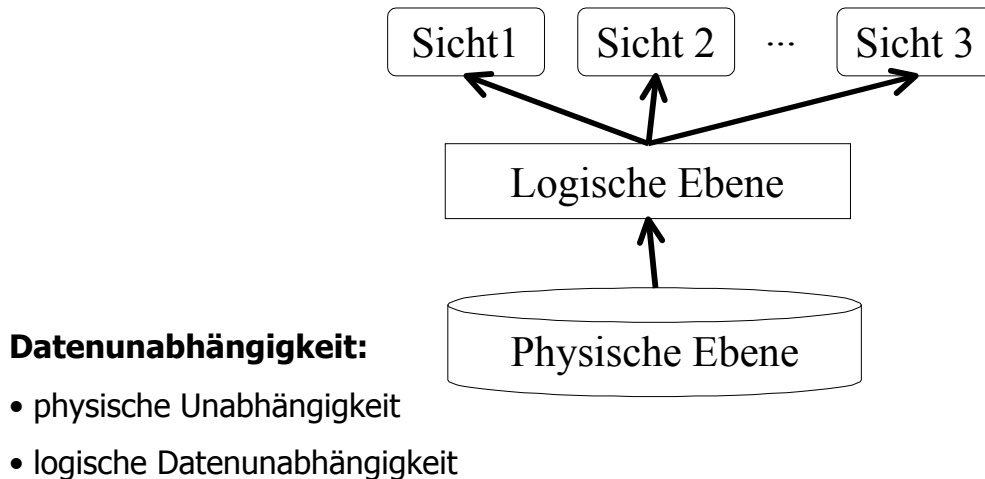 Sicht1 Sicht 2 ... Sicht 3
Logische Ebene
Physische Ebene
Datenunabhängigkeit:
• physische Unabhängigkeit
• logische Datenunabhängigkeit